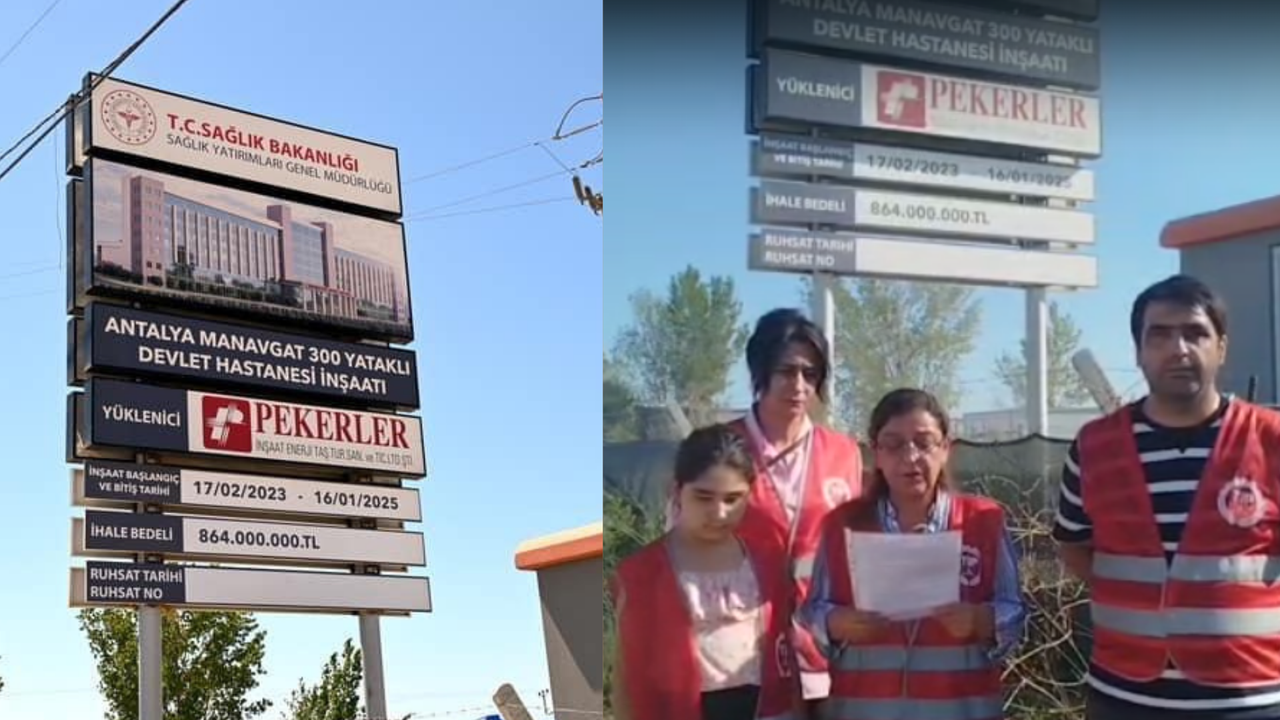 T.C.SAĞLIK BAKANLIĞI
SAĞLIK YATIRIMLARI GENEL MÜDÜRLÜĞÜ
ANTALYA MANAVGAT 300 YATAKLI
DEVLET HASTANESİ İNŞAATI
YÜKLENİCİ
PEKERLER
İNŞAAT ENERJİ TAŞ.TUR.SAN. ve TİC.LTD.ŞTİ.
İNŞAAT BAŞLANGIÇ
VE BİTİŞ TARİHİ
17/02/2023 - 16/01/2025
İHALE BEDELİ
864.000.000.TL
RUHSAT TARİHİ
RUHSAT NO
ANTALYA MANAVGAT 300 YATAKLI
DEVLET HASTANESİ İNŞAATI
YÜKLENİCİ
PEKERLER
İNŞAAT BAŞLANGIÇ
VE BİTİŞ TARİHİ
17/02/2023 - 16/01/2025
İHALE BEDELİ
864.000.000.TL
RUHSAT TARİHİ
RUHSAT NO